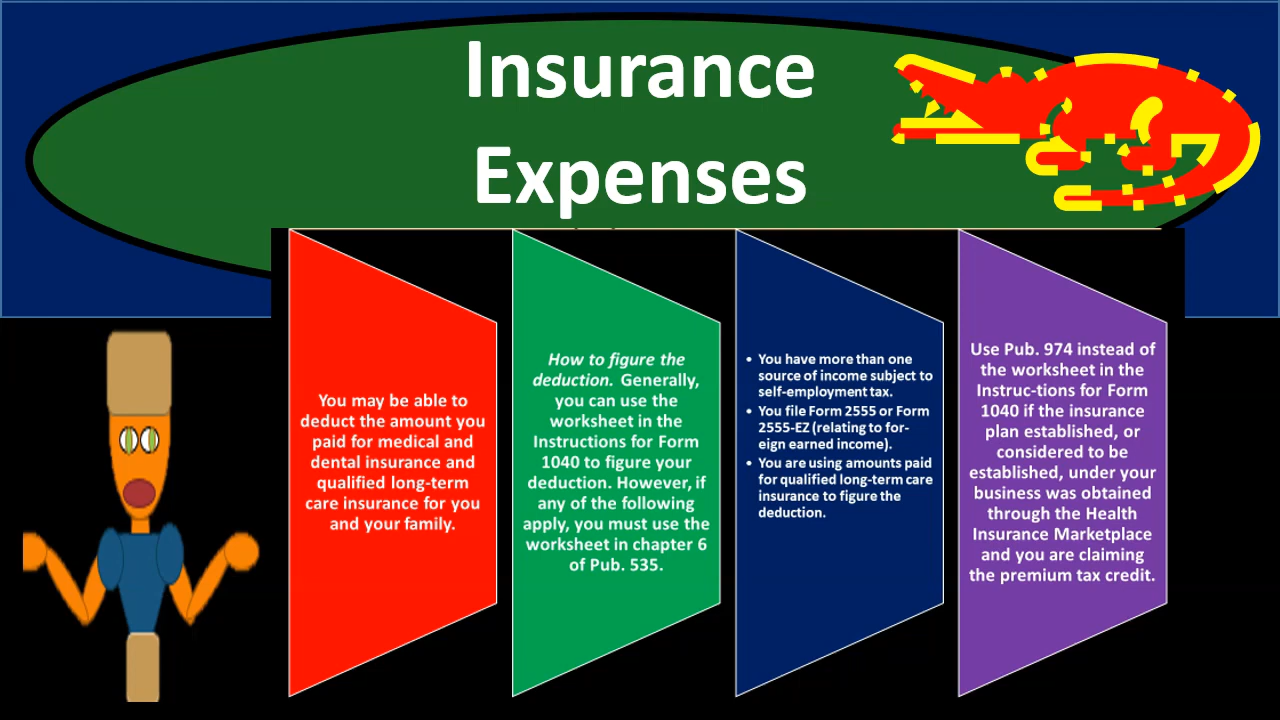 Insurance
Expenses
You may be able to
deduct the amount you
paid for medical and
dental insurance and
qualified long-term
care insurance for you
and your family.
How to figure the
deduction. Generally,
you can use the
worksheet in the
Instructions for Form
1040 to figure your
deduction. However, if
any of the following
apply, you must use the
worksheet in chapter 6
of Pub. 535.
• You have more than one
source of income subject to
self-employment tax.
• You file Form 2555 or Form
2555-EZ (relating to for-
eign earned income).
• You are using amounts paid
for qualified long-term care
insurance to figure the
deduction.
Use Pub. 974 instead of
the worksheet in the
Instruc-tions for Form
1040 if the insurance
plan established, or
considered to be
established, under your
business was obtained
through the Health
Insurance Marketplace
and you are claiming
the premium tax credit.